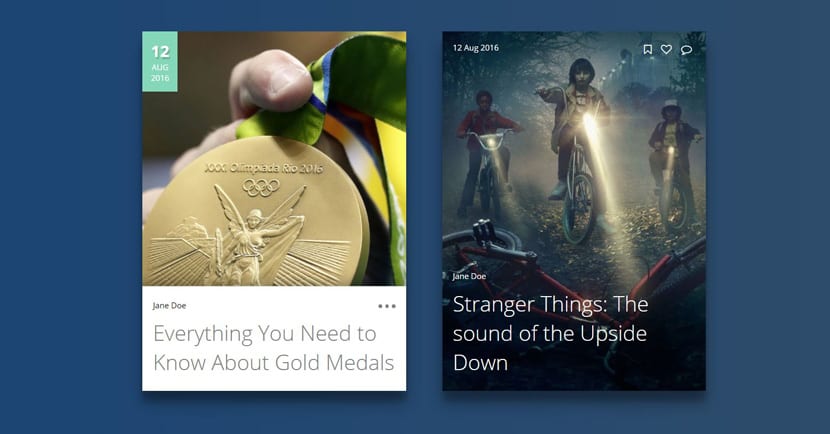 12
AUG
2016
XXXI Olimpíada Rio 2016
Jane Doe
Everything You Need to
Know About Gold Medals
12 Aug 2016
Jane Doe
Stranger Things: The
sound of the Upside
Down